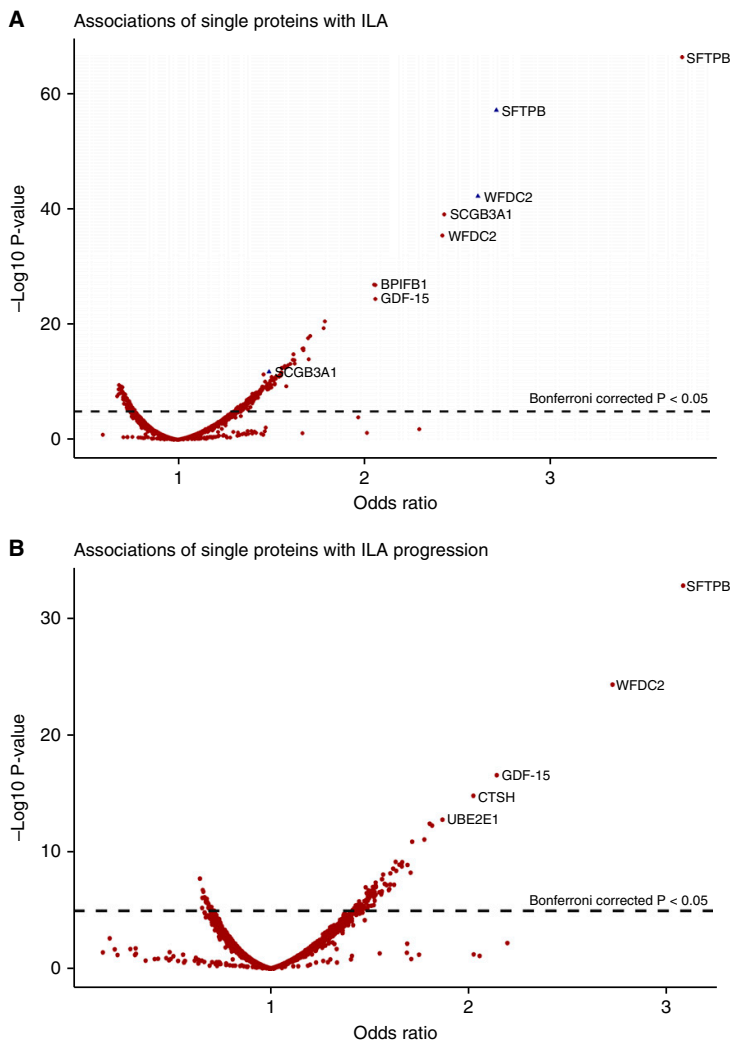 A
Associations of single proteins with ILA
60
40
20
0
–Log10 P-value
SFTPB
SFTPB
WFDC2
SCGB3A1
WFDC2
BPIFB1
GDF-15
SCGB3A1
Bonferroni corrected P < 0.05
1
2
3
Odds ratio
B
Associations of single proteins with ILA progression
30
20
10
0
–Log10 P-value
SFTPB
WFDC2
GDF-15
CTSH
UBE2E1
Bonferroni corrected P < 0.05
1
2
3
Odds ratio